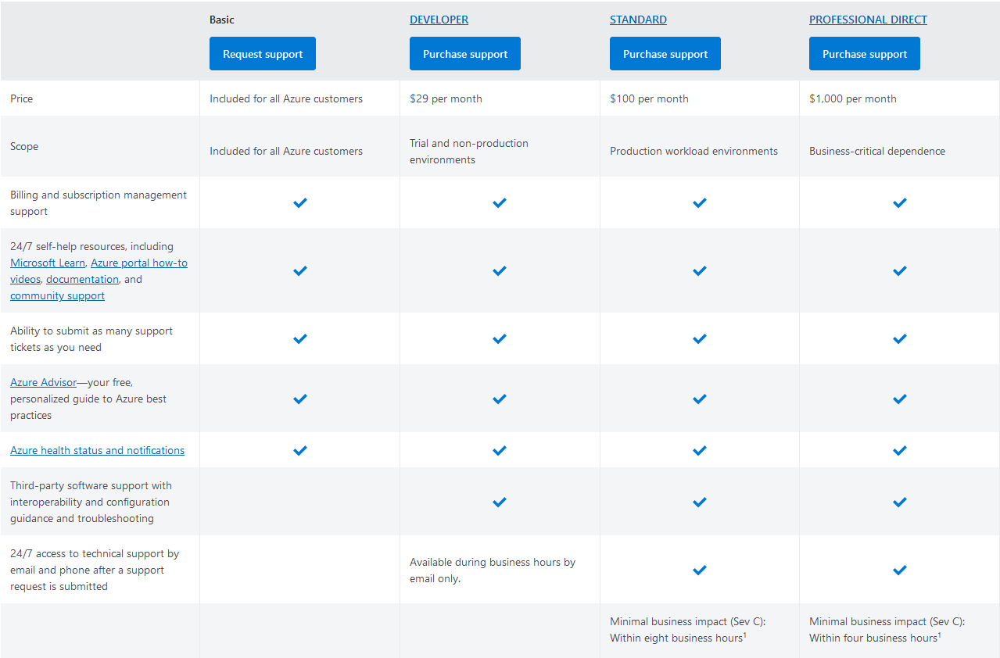 Basic
DEVELOPER
STANDARD
PROFESSIONAL DIRECT
Request support
Purchase support
Purchase support
Purchase support
Price
Included for all Azure customers
$29 per month
$100 per month
$1,000 per month
Scope
Included for all Azure customers
Trial and non-production
environments
Production workload environments
Business-critical dependence
Billing and subscription management
support
24/7 self-help resources, including
Microsoft Learn, Azure portal how-to
videos, documentation, and
community support
Ability to submit as many support
tickets as you need
Azure Advisor—your free,
personalized guide to Azure best
practices
Azure health status and notifications
Third-party software support with
interoperability and configuration
guidance and troubleshooting
24/7 access to technical support by
email and phone after a support
request is submitted
Available during business hours by
email only.
Minimal business impact (Sev C):
Within eight business hours¹
Minimal business impact (Sev C):
Within four business hours¹